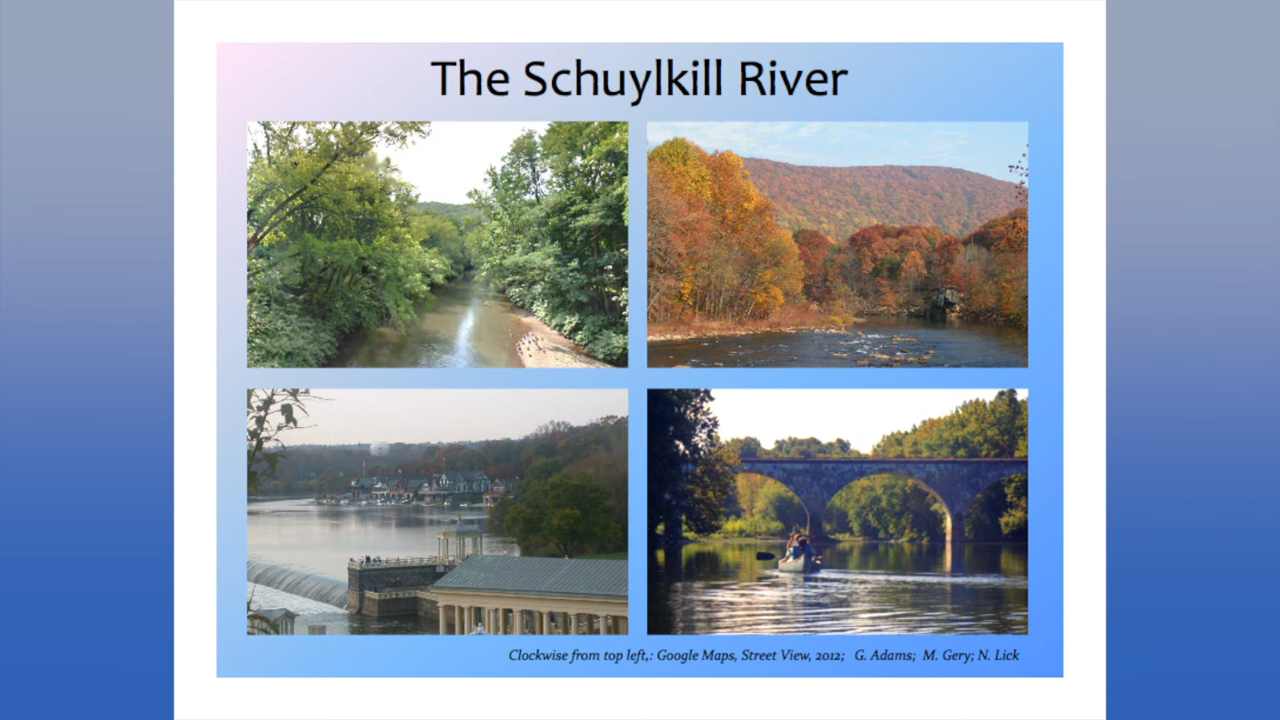 The Schuylkill River
Clockwise from top left,: Google Maps, Street View, 2012; G. Adams; M. Gery; N. Lick